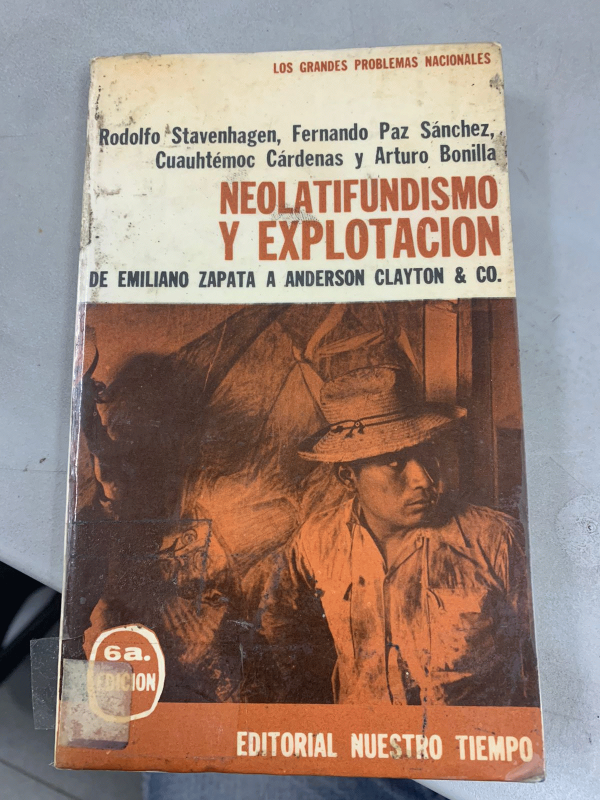 LOS GRANDES PROBLEMAS NACIONALES
Rodolfo Stavenhagen, Fernando Paz Sánchez,
Cuauhtémoc Cárdenas y Arturo Bonilla
NEOLATIFUNDISMO
Y EXPLOTACION
DE EMILIANO ZAPATA A ANDERSON CLAYTON & CO.
6a.
EDICION
EDITORIAL NUESTRO TIEMPO